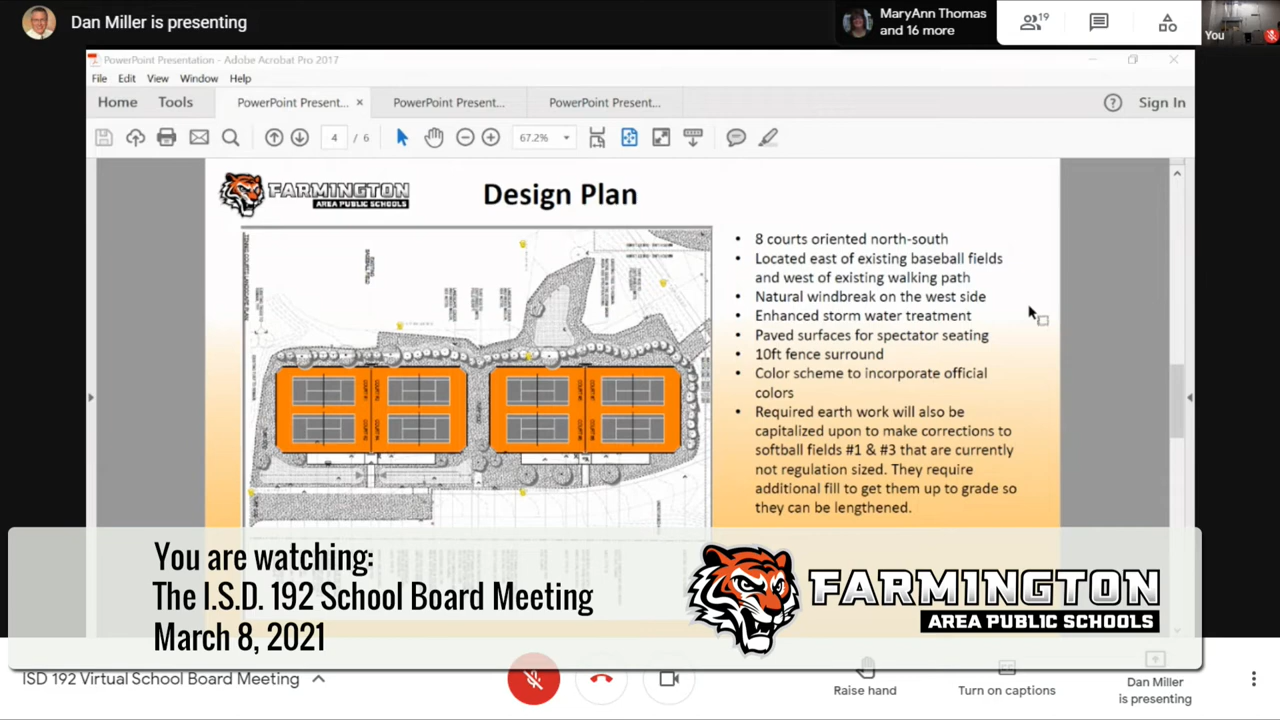 Dan Miller is presenting
MaryAnn Thomas
and 16 more
19
You
PowerPoint Presentation - Adobe Acrobat Pro 2017
File Edit View Window Help
Home Tools PowerPoint Present... × PowerPoint Present... PowerPoint Present... ? Sign In
4 / 6 67.2%
FARMINGTON
AREA PUBLIC SCHOOLS
Design Plan
• 8 courts oriented north-south
• Located east of existing baseball fields
and west of existing walking path
• Natural windbreak on the west side
• Enhanced storm water treatment
• Paved surfaces for spectator seating
• 10ft fence surround
• Color scheme to incorporate official
colors
• Required earth work will also be
capitalized upon to make corrections to
softball fields #1 & #3 that are currently
not regulation sized. They require
additional fill to get them up to grade so
they can be lengthened.
You are watching:
The I.S.D. 192 School Board Meeting
March 8, 2021
FARMINGTON
AREA PUBLIC SCHOOLS
ISD 192 Virtual School Board Meeting
Raise hand
Turn on captions
Dan Miller
is presenting